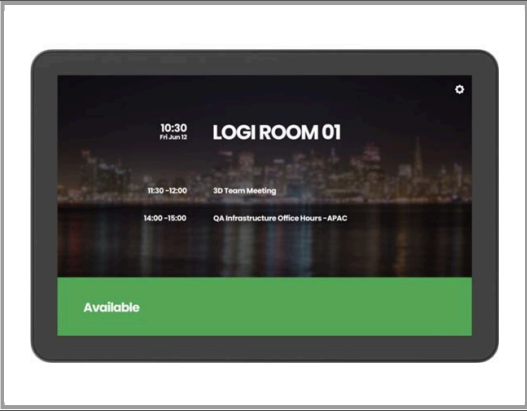 10:30
Fri Jun 12
LOGI ROOM 01
11:30 -12:00 3D Team Meeting
14:00 -15:00 QA Infrastructure Office Hours -APAC
Available